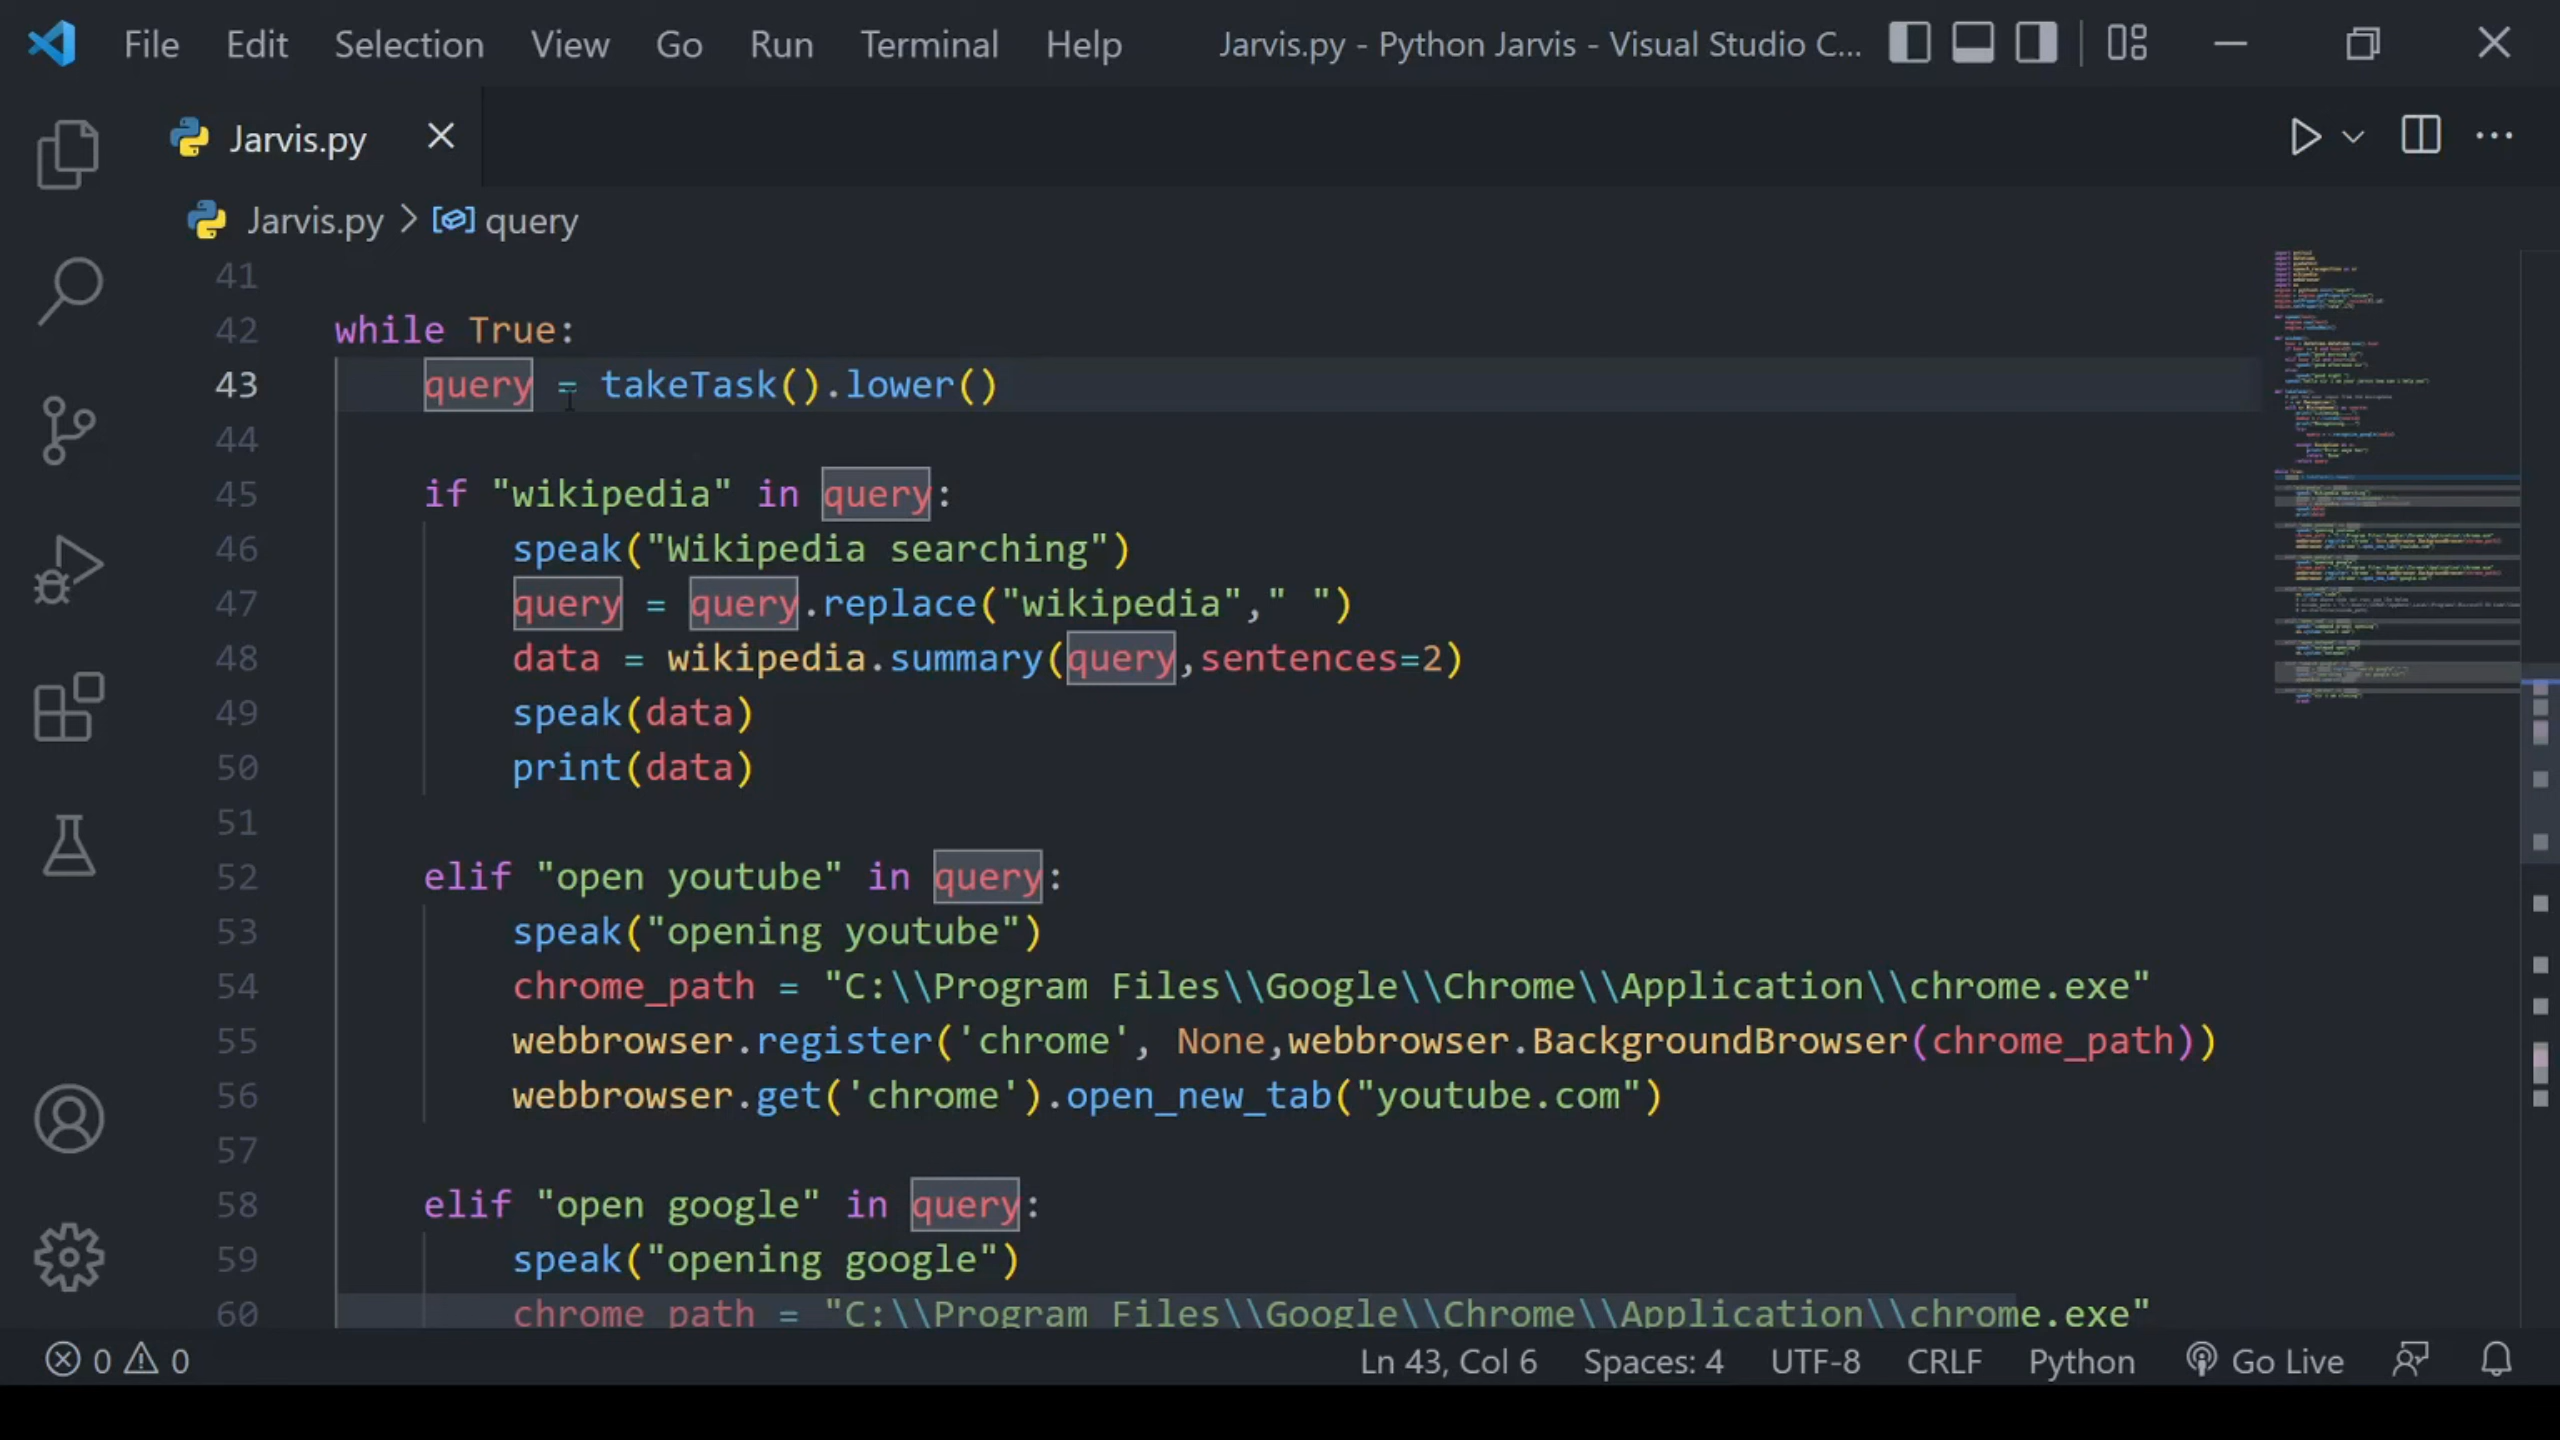 File Edit Selection View Go Run Terminal Help Jarvis.py - Python Jarvis - Visual Studio C...
Jarvis.py
Jarvis.py > query
41
42 while True:
43 query = takeTask().lower()
44
45 if "wikipedia" in query:
46 speak("Wikipedia searching")
47 query = query.replace("wikipedia"," ")
48 data = wikipedia.summary(query,sentences=2)
49 speak(data)
50 print(data)
51
52 elif "open youtube" in query:
53 speak("opening youtube")
54 chrome_path = "C:\\Program Files\\Google\\Chrome\\Application\\chrome.exe"
55 webbrowser.register('chrome', None,webbrowser.BackgroundBrowser(chrome_path))
56 webbrowser.get('chrome').open_new_tab("youtube.com")
57
58 elif "open google" in query:
59 speak("opening google")
60 chrome_path = "C:\\Program Files\\Google\\Chrome\\Application\\chrome.exe"
0 0 Ln 43, Col 6 Spaces: 4 UTF-8 CRLF Python Go Live